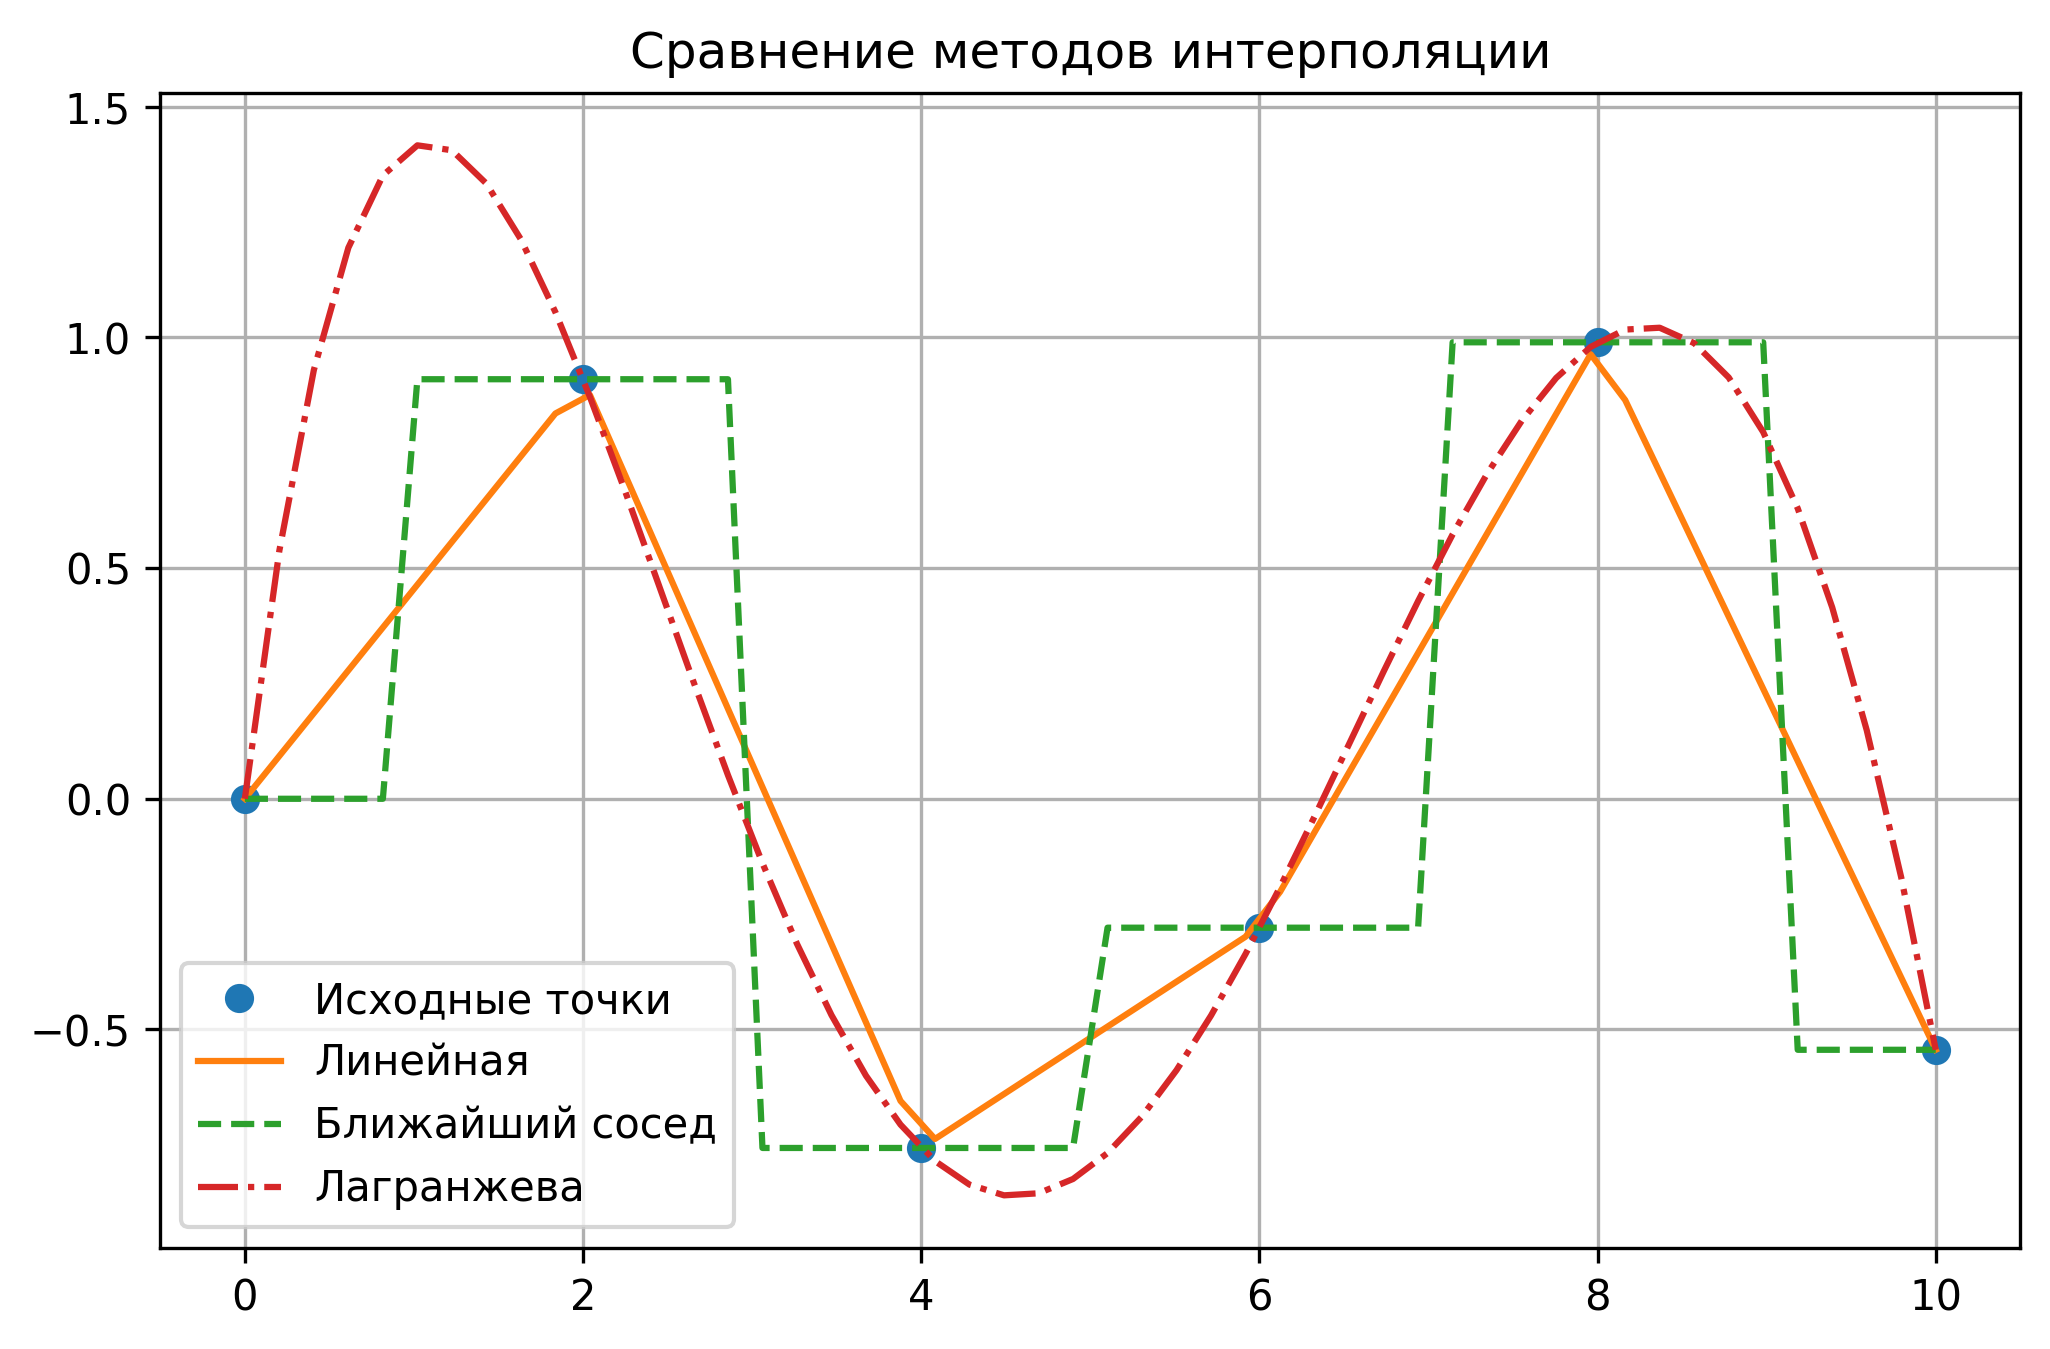 Сравнение методов интерполяции
1.5
1.0
0.5
0.0
−0.5
Исходные точки
Линейная
Ближайший сосед
Лагранжева
0 2 4 6 8 10